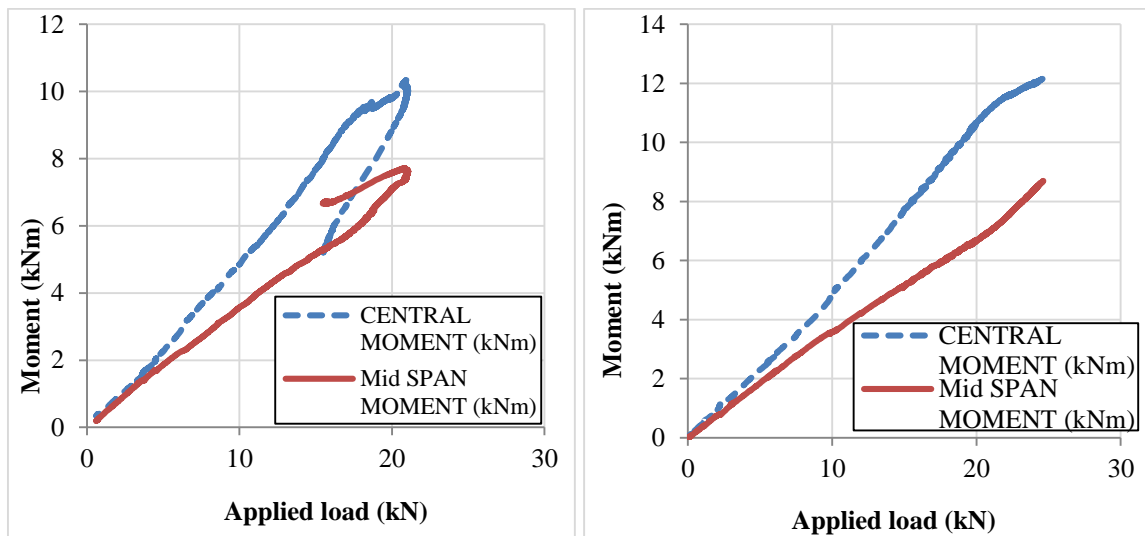 12
10
8
6
4
2
0
0
10
20
30
Moment (kNm)
Applied load (kN)
CENTRAL
MOMENT (kNm)
Mid SPAN
MOMENT (kNm)
14
12
10
8
6
4
2
0
0
10
20
30
Moment (kNm)
Applied load (kN)
CENTRAL
MOMENT (kNm)
Mid SPAN
MOMENT (kNm)